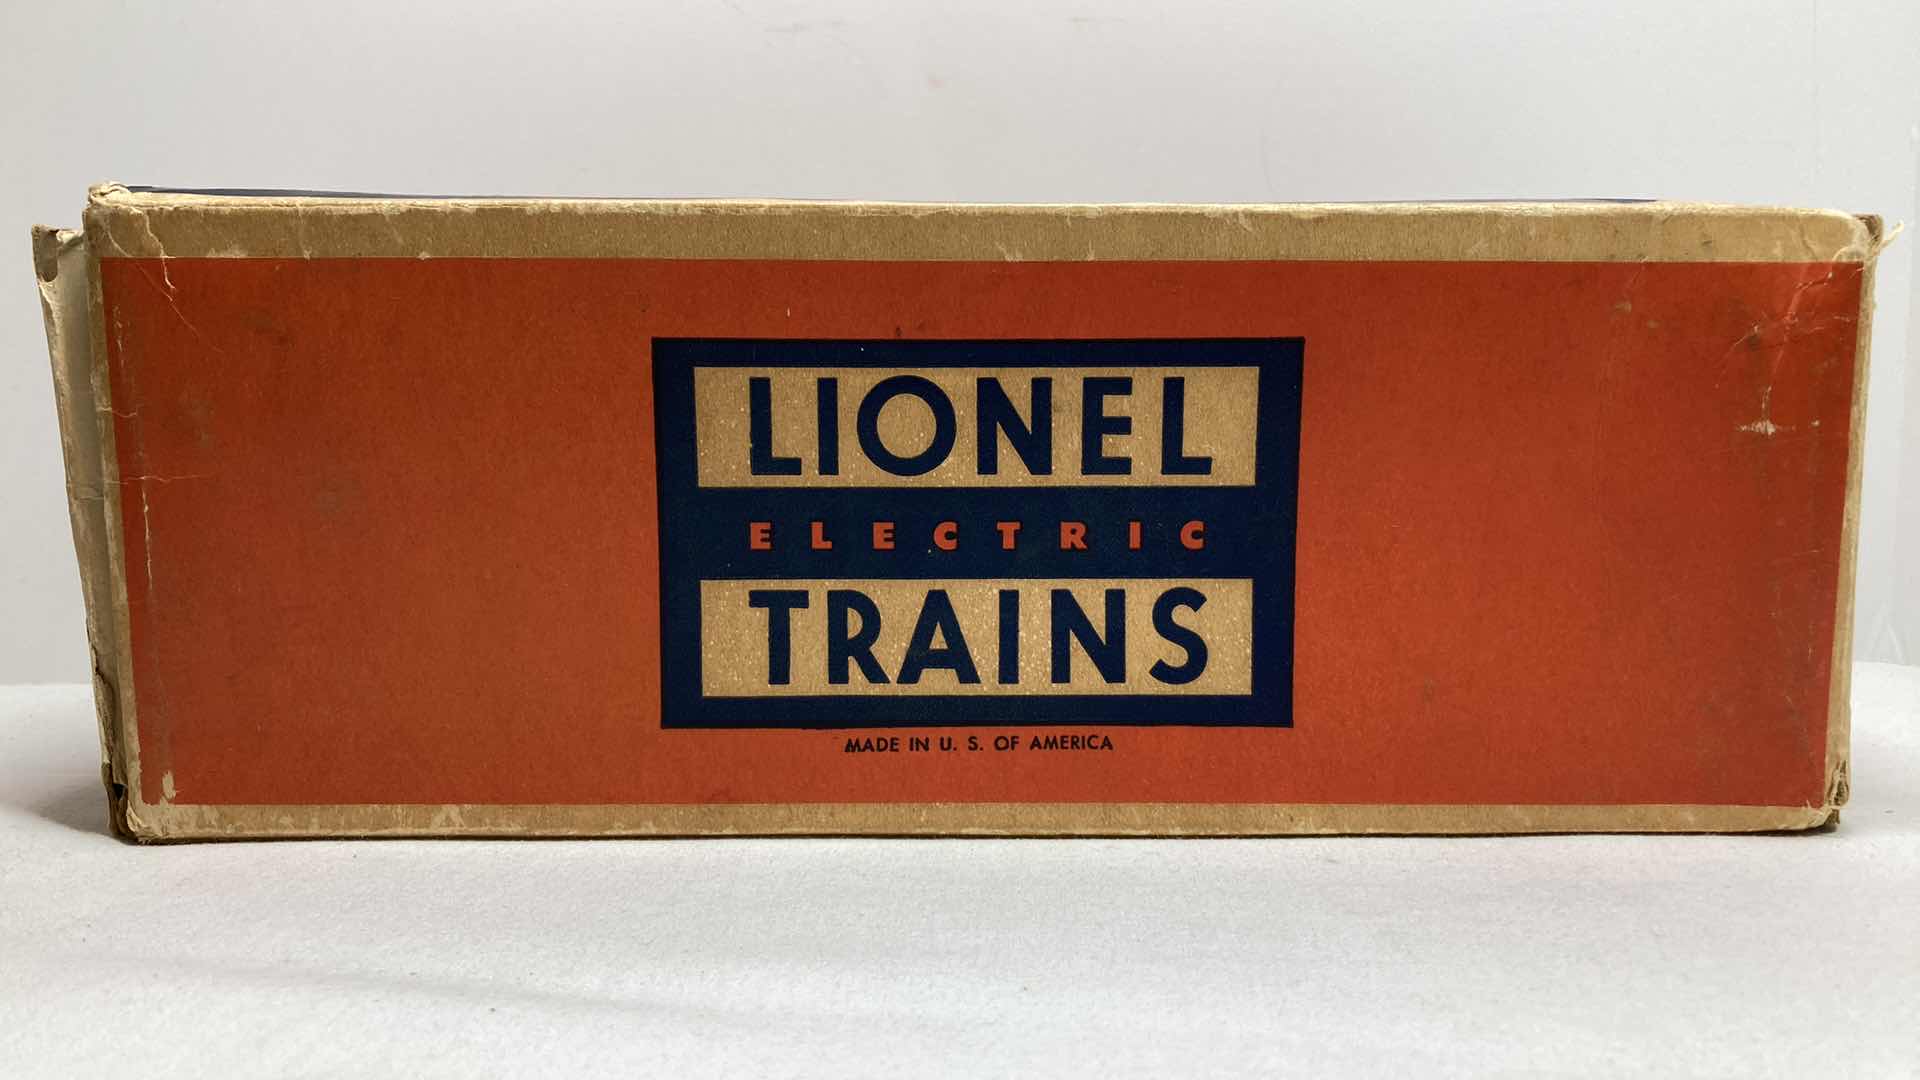 LIONEL
ELECTRIC
TRAINS
MADE IN U. S. OF AMERICA